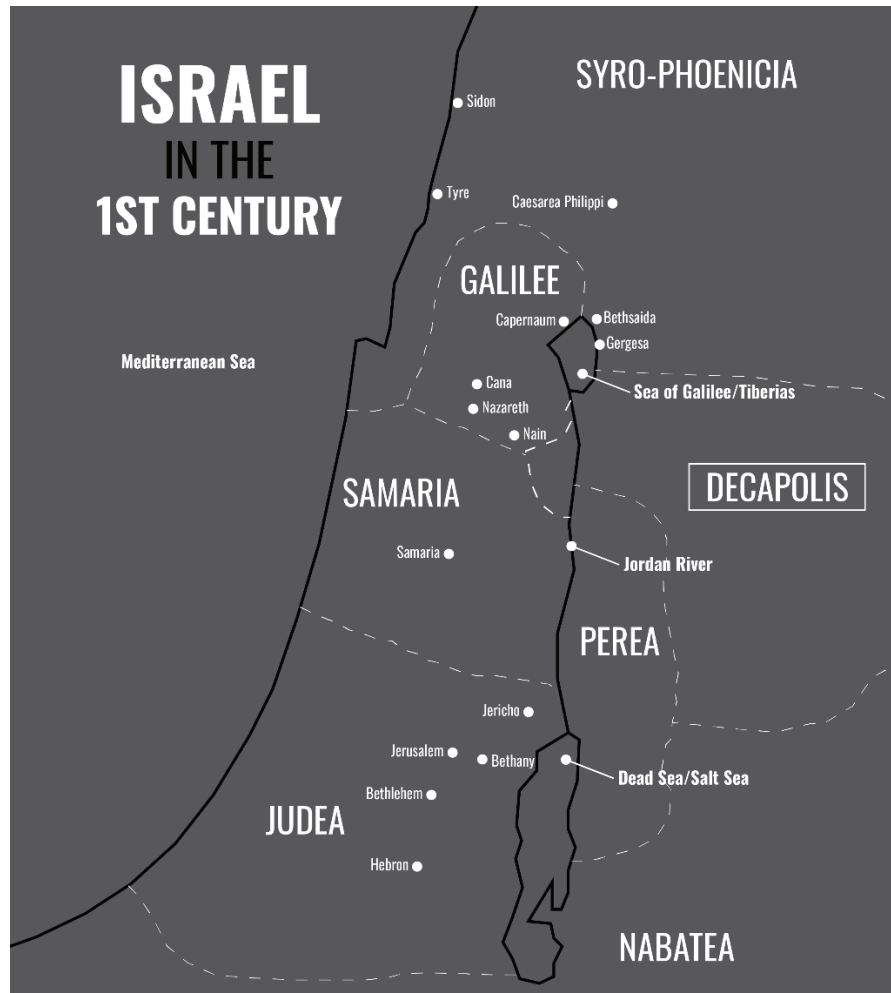 ISRAEL
IN THE
1ST CENTURY
SYRO-PHOENICIA
Sidon
Tyre
Caesarea Philippi
GALILEE
Capernaum
Bethsaida
Gergesa
Mediterranean Sea
Cana
Sea of Galilee/Tiberias
Nazareth
Nain
SAMARIA
DECAPOLIS
Samaria
Jordan River
PEREA
Jericho
Jerusalem
Bethany
Dead Sea/Salt Sea
Bethlehem
JUDEA
Hebron
NABATEA